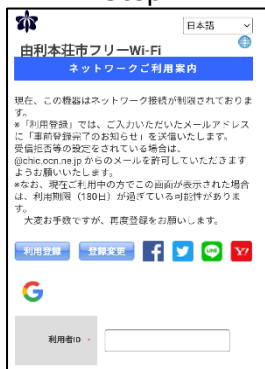 日本語
由利本荘市フリーWi-Fi
ネットワークご利用案内
現在、この機器はネットワーク接続が制限されております。
※「利用登録」では、ご入力いただいたメールアドレスに「事前登録完了のお知らせ」を送信いたします。
受信拒否等の設定をされている場合は、
@chic.ocn.ne.jp からのメールを許可していただきますようお願いいたします。
※なお、現在ご利用中の方でこの画面が表示された場合は、利用期限（180日）が過ぎている可能性があります。
大変お手数ですが、再度登録をお願いします。
利用登録 登録変更 f LINE Y!
G
利用者ID